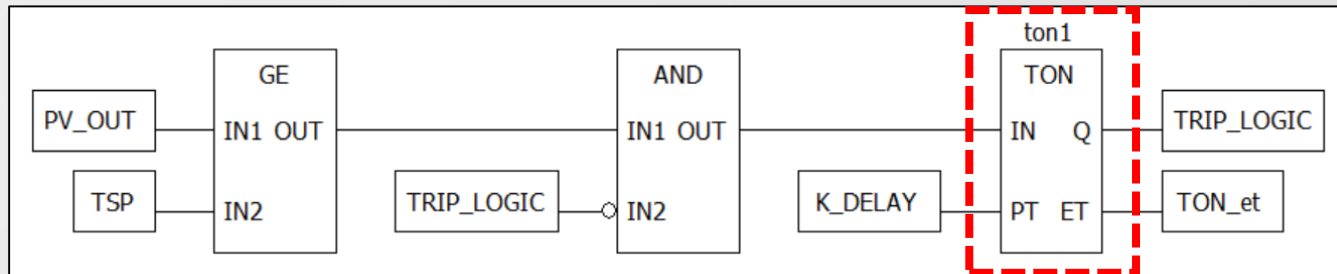 ton1
GE
AND
TON
PV_OUT
IN1 OUT
IN1 OUT
IN Q
TRIP_LOGIC
TSP
IN2
TRIP_LOGIC
IN2
K_DELAY
PT ET
TON_et